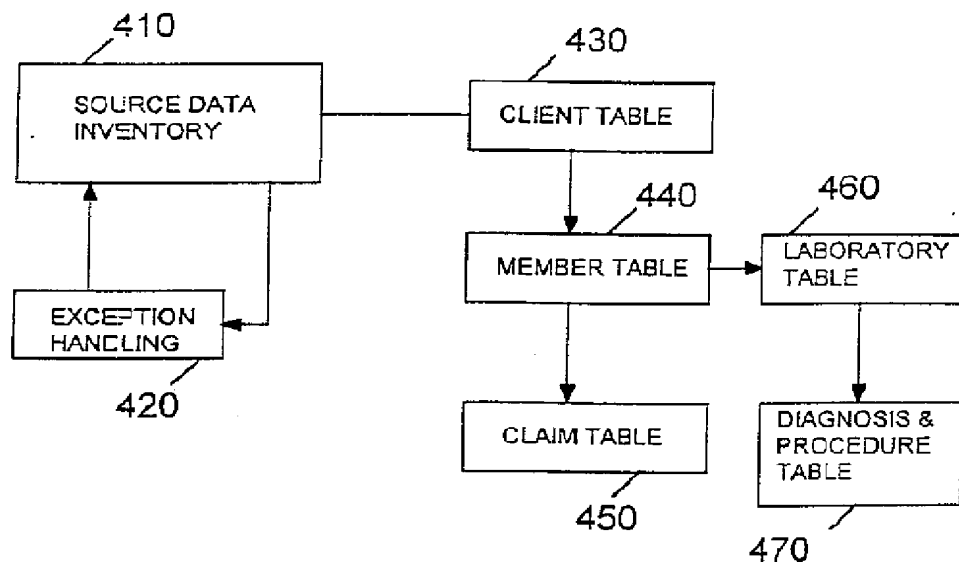 410
SOURCE DATA
INVENTORY
430
CLIENT TABLE
440
MEMBER TABLE
460
LABORATORY
TABLE
EXCEPTION
HANDLING
420
CLAIM TABLE
450
DIAGNOSIS &
PROCEDURE
TABLE
470